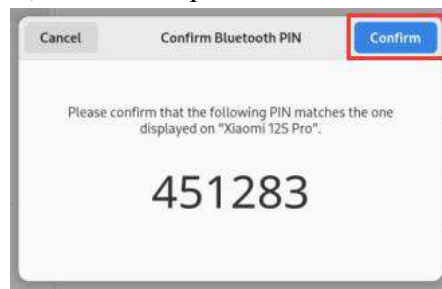 Cancel Confirm Bluetooth PIN Confirm
Please confirm that the following PIN matches the one
displayed on "Xiaomi 12S Pro".
451283